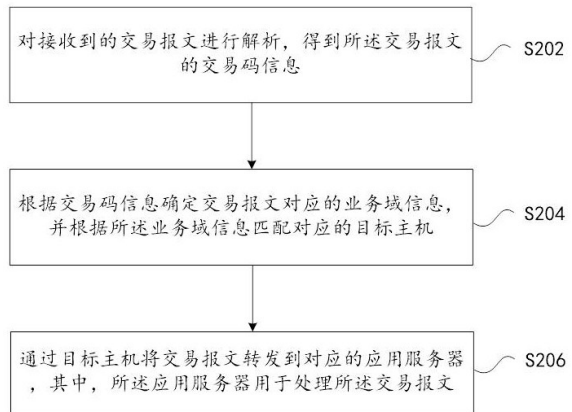 对接收到的交易报文进行解析，得到所述交易报文
的交易码信息
S202
根据交易码信息确定交易报文对应的业务域信息，
并根据所述业务域信息匹配对应的目标主机
S204
通过目标主机将交易报文转发到对应的应用服务器
，其中，所述应用服务器用于处理所述交易报文
S206